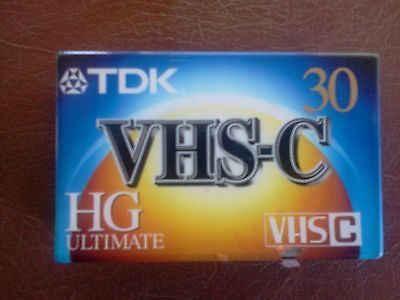 TDK
30
VHS-C
HG
ULTIMATE
VHS C